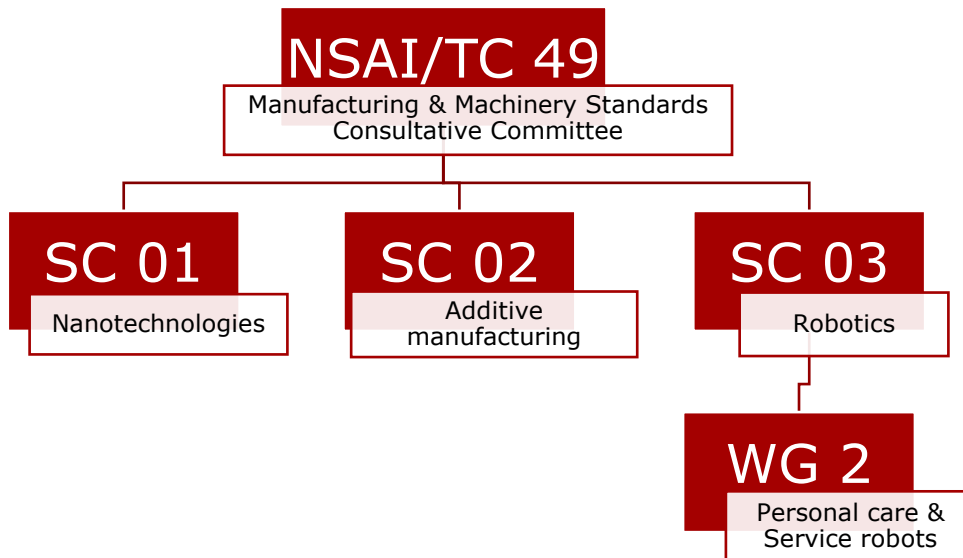 NSAI/TC 49
Manufacturing & Machinery Standards
Consultative Committee
SC 01
Nanotechnologies
SC 02
Additive
manufacturing
SC 03
Robotics
WG 2
Personal care &
Service robots